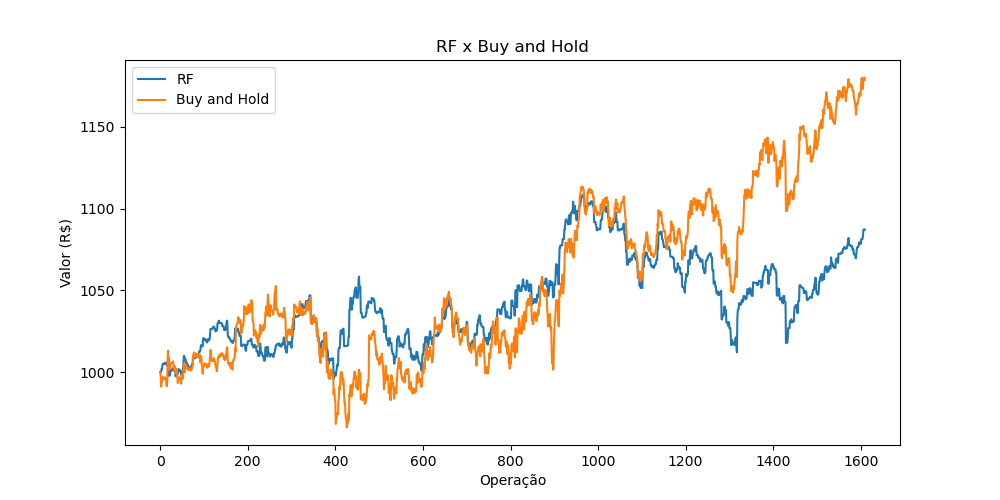 RF x Buy and Hold
RF
Buy and Hold
Valor (R$)
1150
1100
1050
1000
0 200 400 600 800 1000 1200 1400 1600
Operação